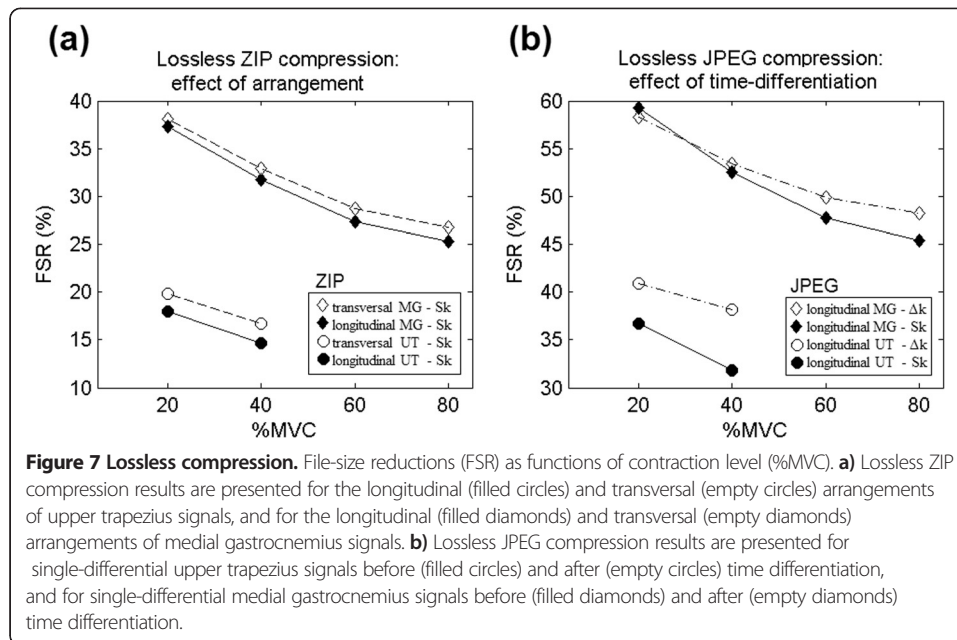 (a)
Lossless ZIP compression:
effect of arrangement
40
35
30
25
20
15
10
FSR (%)
20 40 60 80
%MVC
ZIP
transversal MG - Sk
longitudinal MG - Sk
transversal UT - Sk
longitudinal UT - Sk
(b)
Lossless JPEG compression:
effect of time-differentiation
60
55
50
45
40
35
30
FSR (%)
20 40 60 80
%MVC
JPEG
longitudinal MG - Δk
longitudinal MG - Sk
longitudinal UT - Δk
longitudinal UT - Sk
Figure 7 Lossless compression. File-size reductions (FSR) as functions of contraction level (%MVC). a) Lossless ZIP
compression results are presented for the longitudinal (filled circles) and transversal (empty circles) arrangements
of upper trapezius signals, and for the longitudinal (filled diamonds) and transversal (empty diamonds)
arrangements of medial gastrocnemius signals. b) Lossless JPEG compression results are presented for
single-differential upper trapezius signals before (filled circles) and after (empty circles) time differentiation,
and for single-differential medial gastrocnemius signals before (filled diamonds) and after (empty diamonds)
time differentiation.